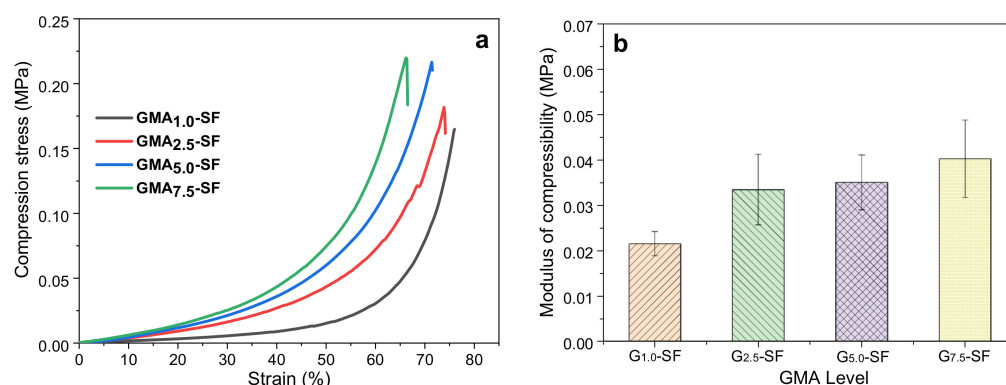 a
0.25
0.20
0.15
0.10
0.05
0.00
Compression stress (MPa)
GMA1.0-SF
GMA2.5-SF
GMA5.0-SF
GMA7.5-SF
0 10 20 30 40 50 60 70 80
Strain (%)
b
0.07
0.06
0.05
0.04
0.03
0.02
0.01
0.00
Modulus of compressibility (MPa)
G1.0-SF G2.5-SF G5.0-SF G7.5-SF
GMA Level